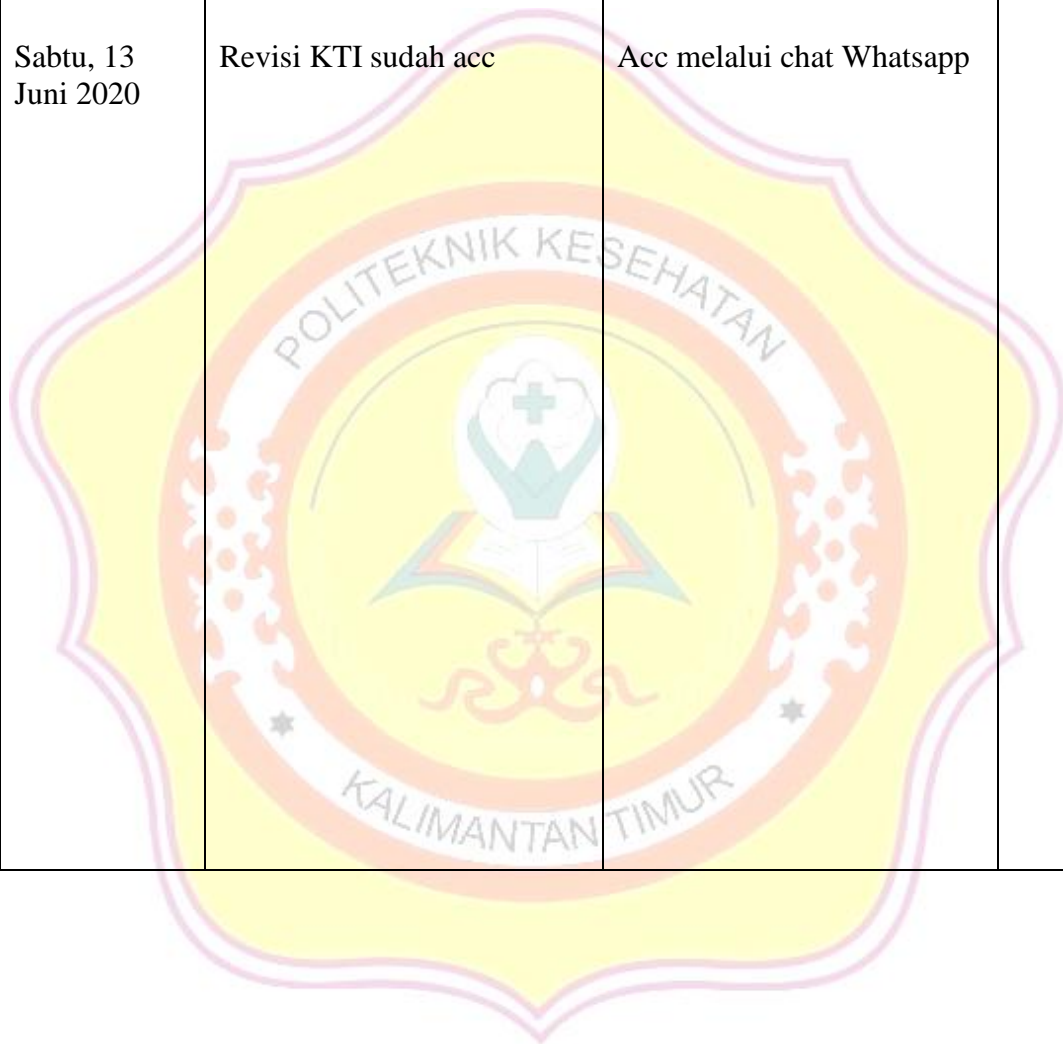 Sabtu, 13
Juni 2020
Revisi KTI sudah acc
Acc melalui chat Whatsapp
POLITEKNIK KESEHATAN
KALIMANTAN TIMUR